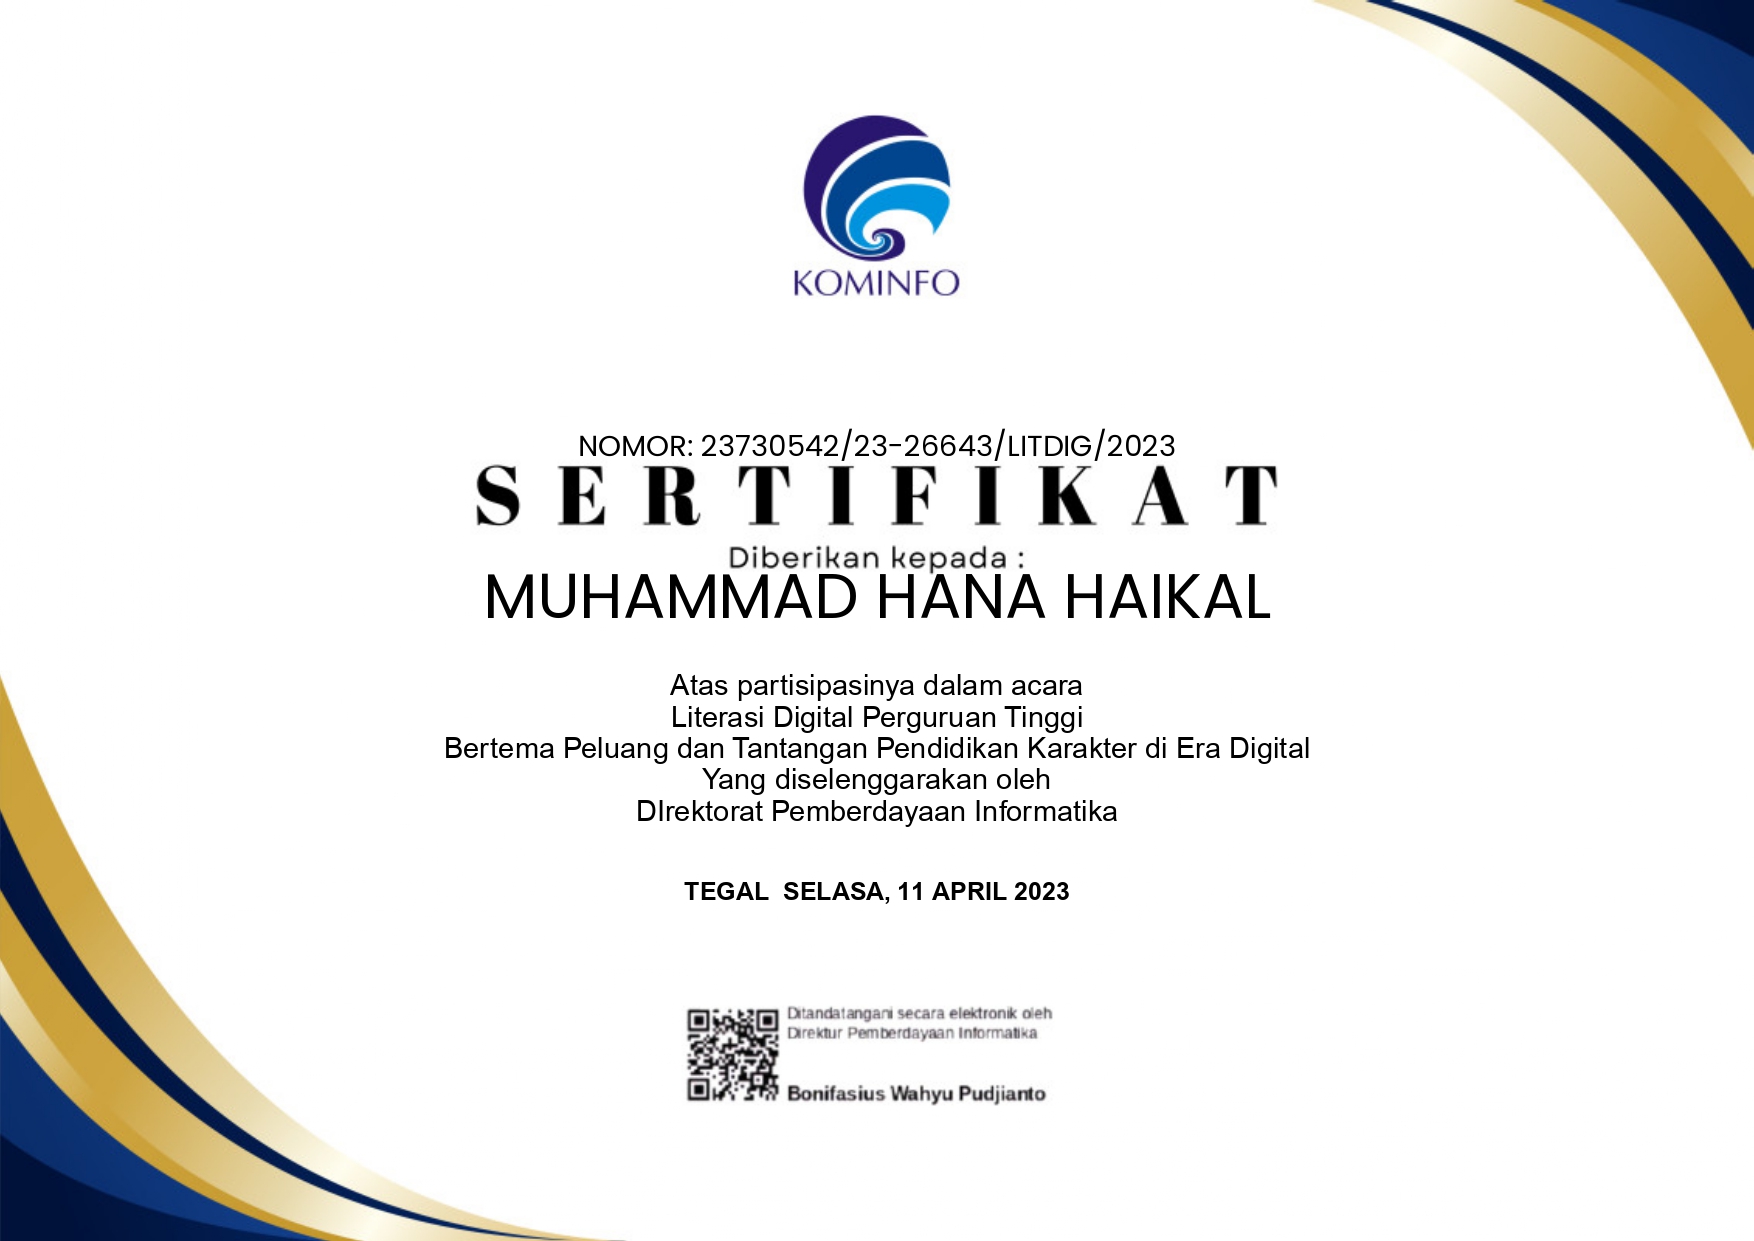 KOMINFO
NOMOR: 23730542/23-26643/LITDIG/2023
SERTIFIKAT
Diberikan kepada :
MUHAMMAD HANA HAIKAL
Atas partisipasinya dalam acara
Literasi Digital Perguruan Tinggi
Bertema Peluang dan Tantangan Pendidikan Karakter di Era Digital
Yang diselenggarakan oleh
DIrektorat Pemberdayaan Informatika
TEGAL  SELASA, 11 APRIL 2023
Ditandatangani secara elektronik oleh
Direktur Pemberdayaan Informatika
Bonifasius Wahyu Pudjianto